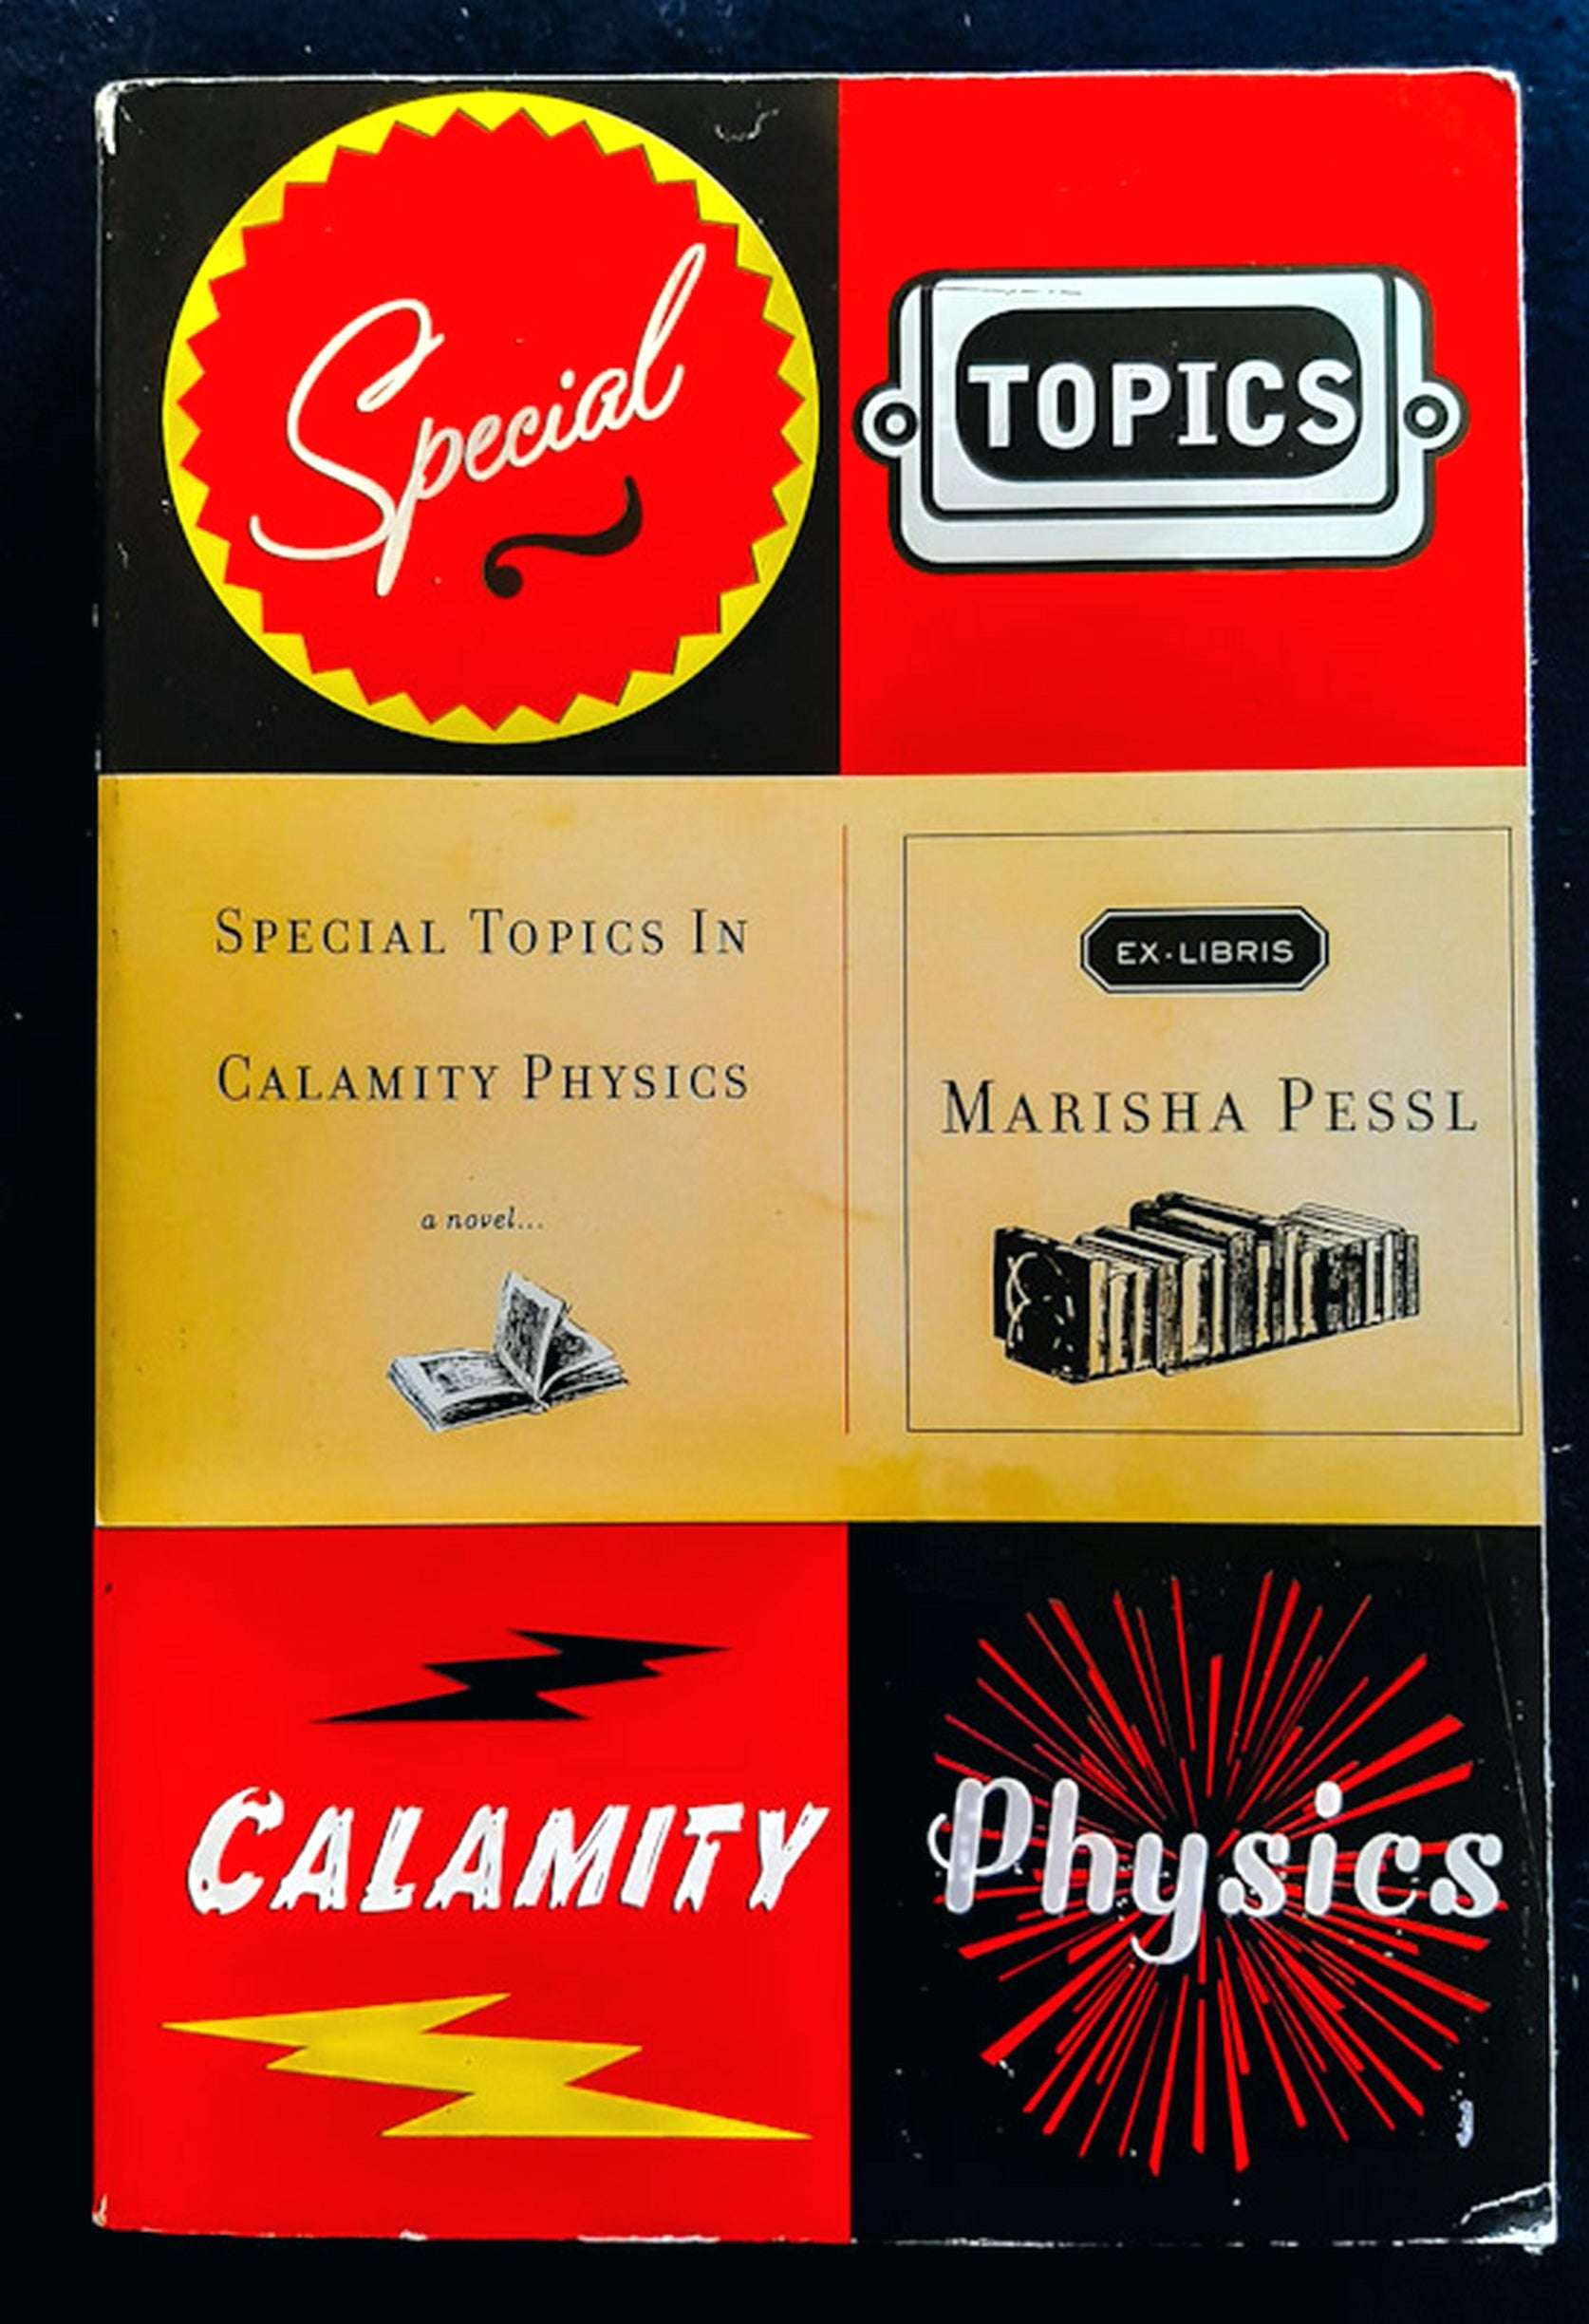 Special
TOPICS
SPECIAL TOPICS IN
CALAMITY PHYSICS
a novel...
EX·LIBRIS
MARISHA PESSL
CALAMITY
Physics